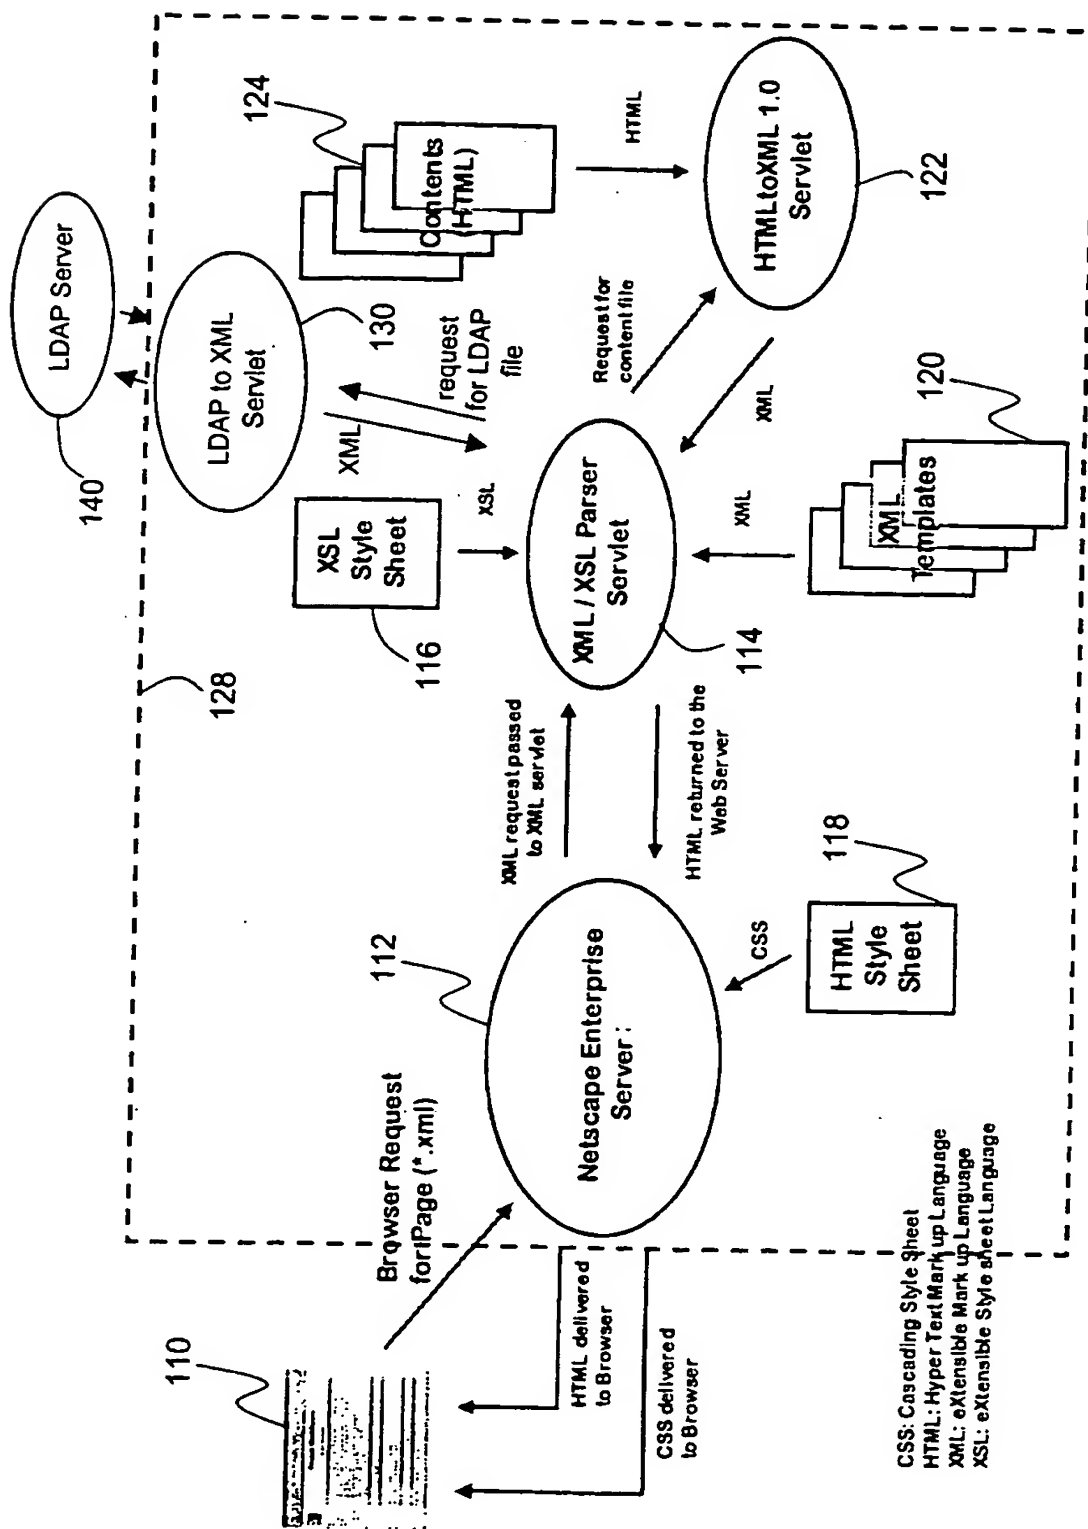 110
Browser Request
for iPage (*.xml)
HTML delivered
to Browser
CSS delivered
to Browser
CSS: Cascading Style Sheet
HTML: Hyper Text Mark up Language
XML: eXtensible Mark up Language
XSL: eXtensible Style sheet Language
128
112
Netscape Enterprise
Server:
CSS
HTML
Style
Sheet
118
XML request passed
to XML servlet
HTML returned to the
Web Server
XSL
Style
Sheet
116
XSL
XML / XSL Parser
Servlet
114
XML
XML
Templates
120
LDAP Server
140
LDAP to XML
Servlet
130
XML
request
for LDAP
file
Contents
(HTML)
124
HTML
Request for
content file
XML
HTMLtoXML 1.0
Servlet
122